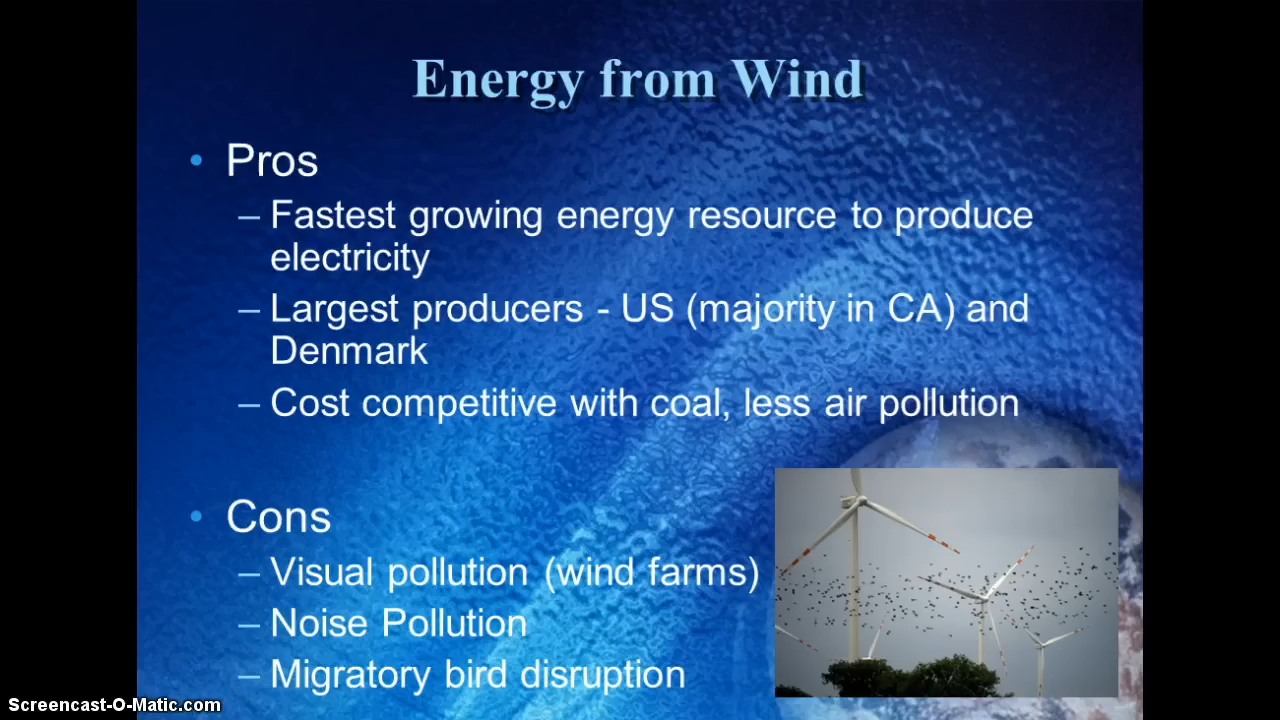 Energy from Wind
• Pros
– Fastest growing energy resource to produce
electricity
– Largest producers - US (majority in CA) and
Denmark
– Cost competitive with coal, less air pollution
• Cons
– Visual pollution (wind farms)
– Noise Pollution
– Migratory bird disruption
Screencast-O-Matic.com